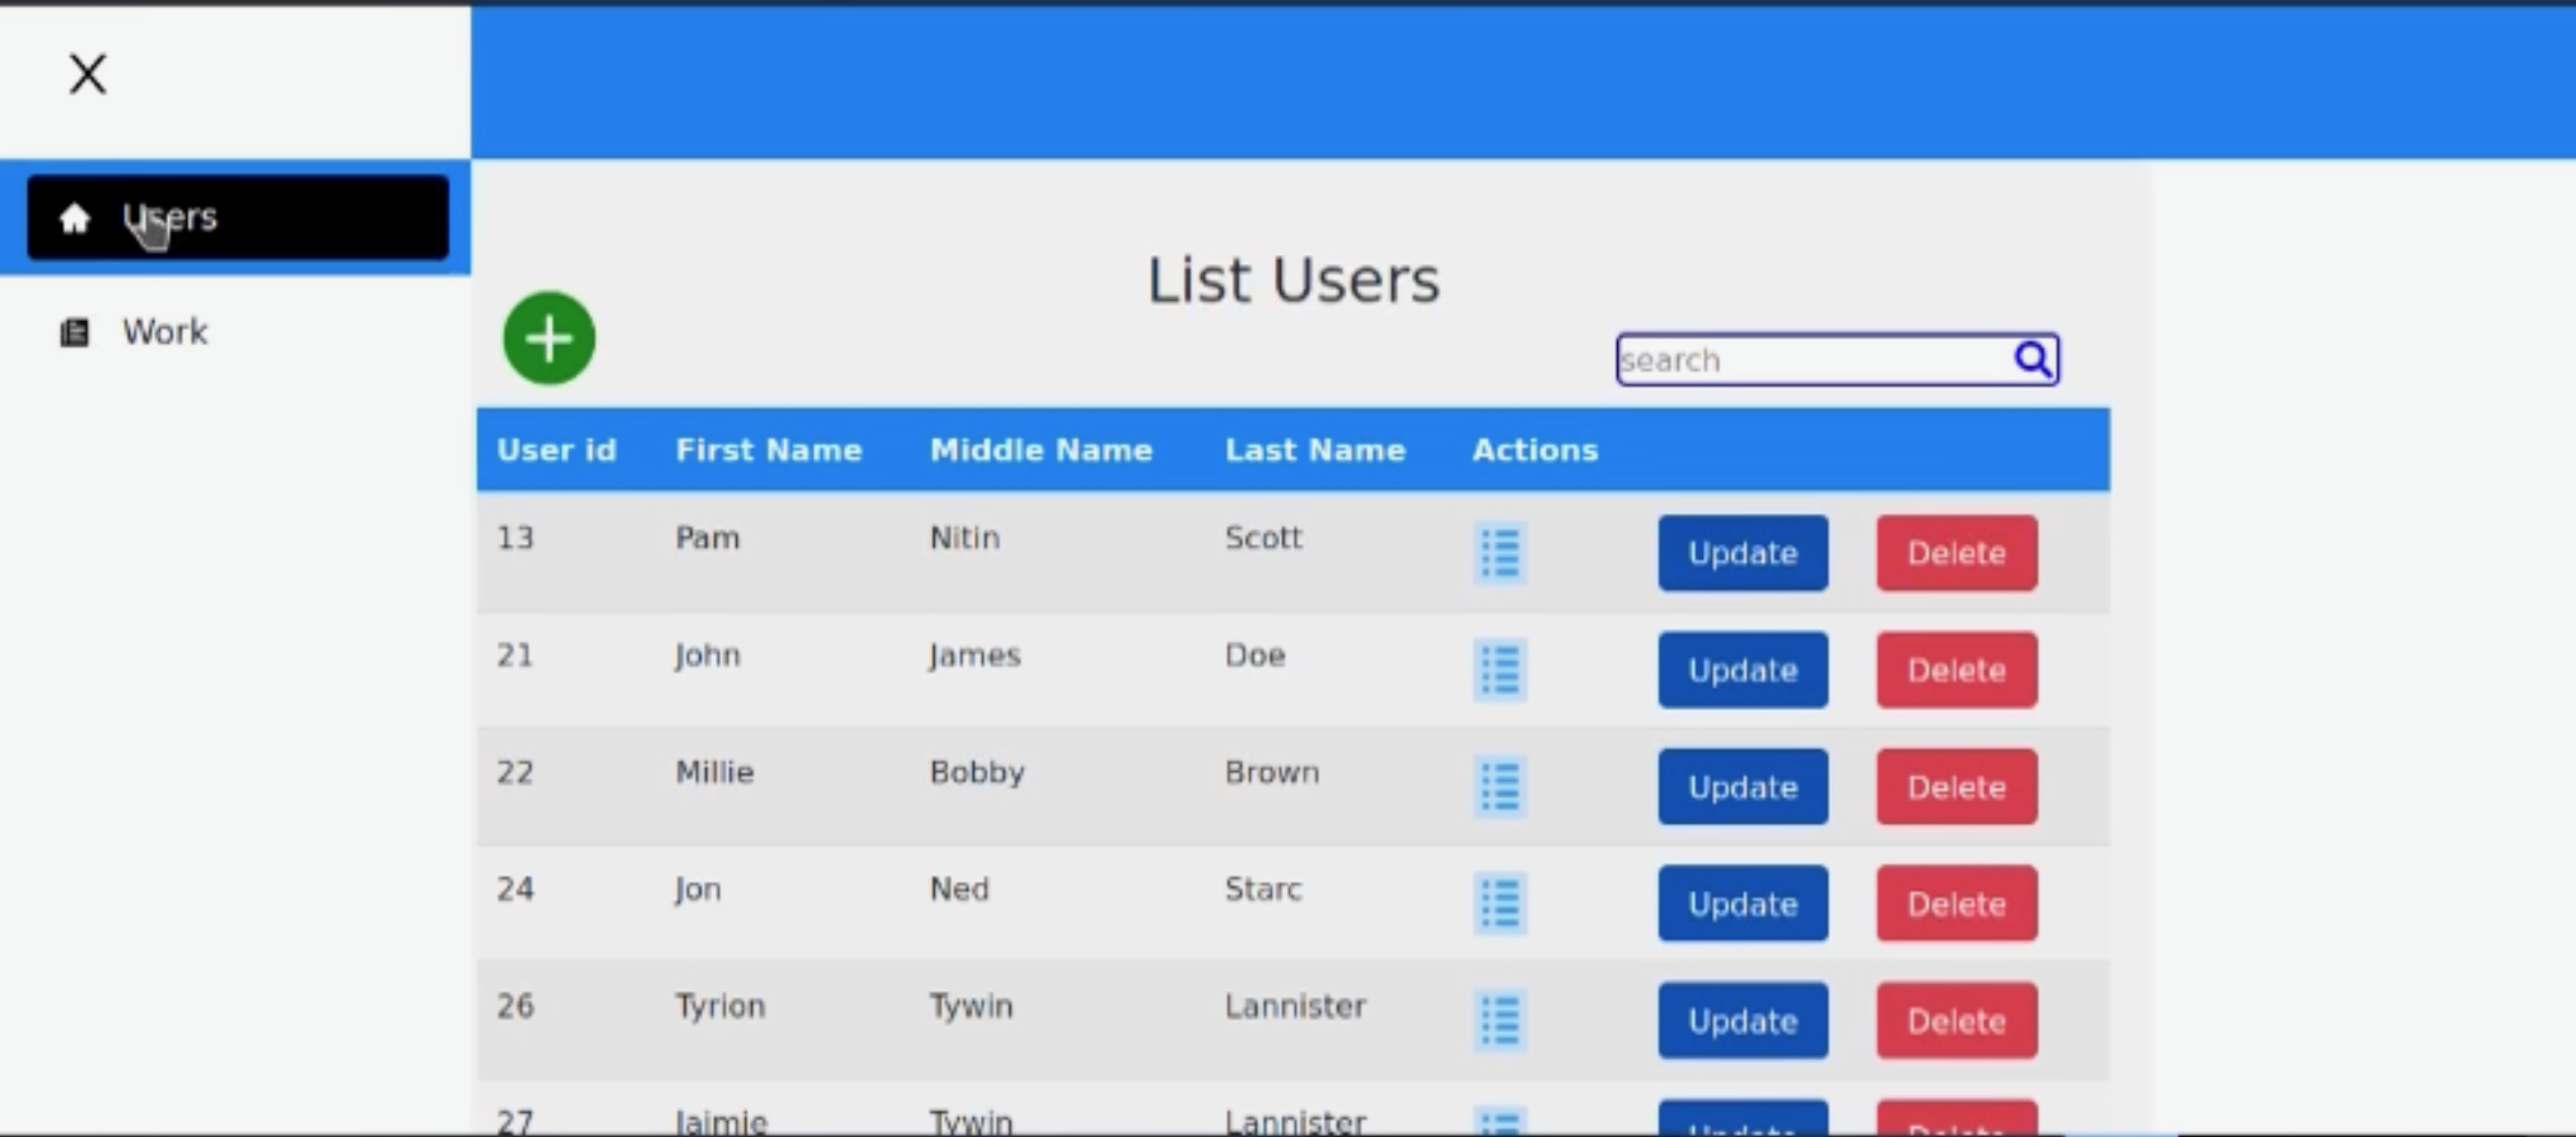 Users
Work
List Users
search
User id First Name Middle Name Last Name Actions
13 Pam Nitin Scott Update Delete
21 John James Doe Update Delete
22 Millie Bobby Brown Update Delete
24 Jon Ned Starc Update Delete
26 Tyrion Tywin Lannister Update Delete
27 Jaimie Tywin Lannister Update Delete